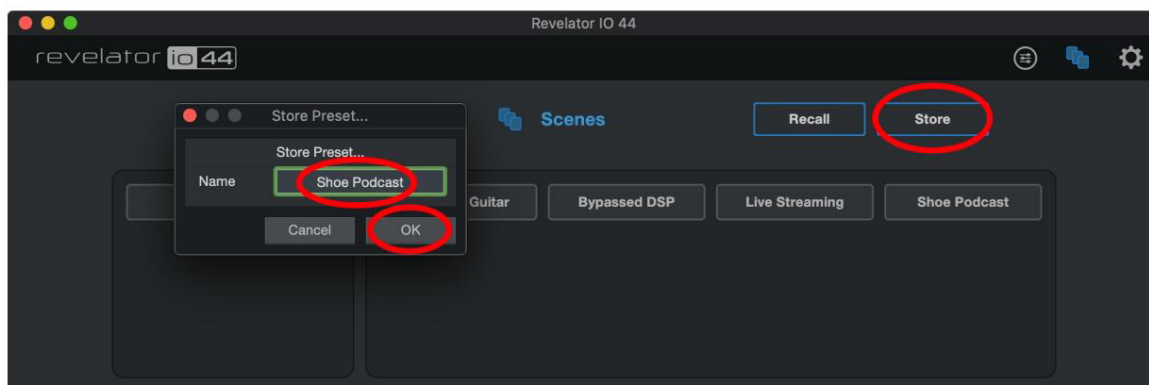 Revelator IO 44
revelator io 44
Store Preset...
Scenes
Recall
Store
Store Preset...
Name
Shoe Podcast
Guitar
Bypassed DSP
Live Streaming
Shoe Podcast
Cancel
OK